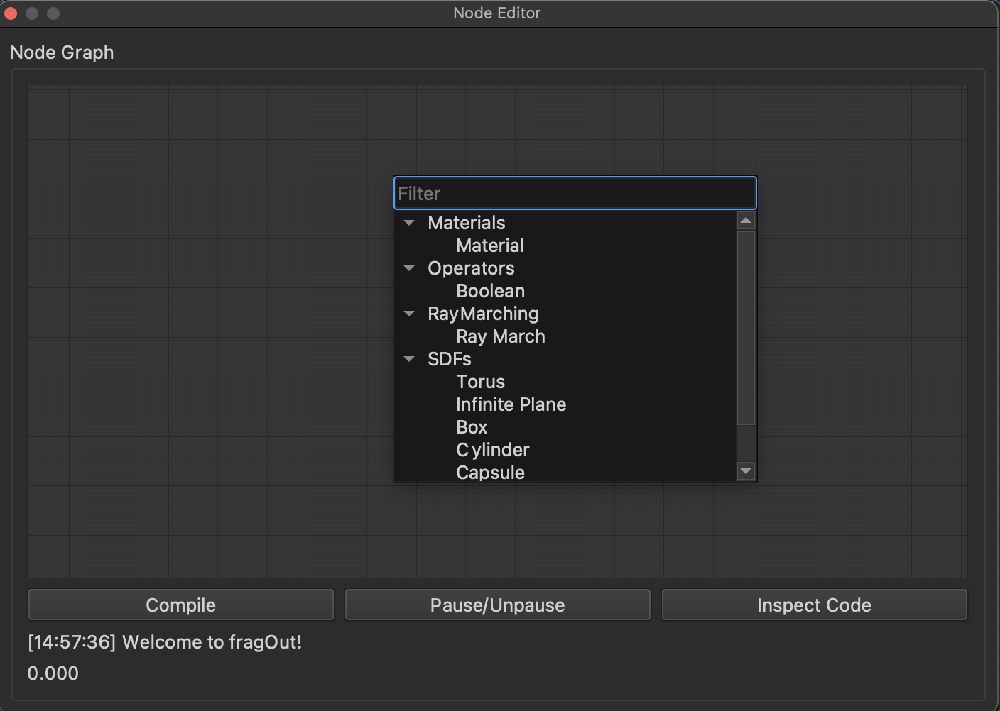 Node Editor
Node Graph
Filter
Materials
Material
Operators
Boolean
RayMarching
Ray March
SDFs
Torus
Infinite Plane
Box
Cylinder
Capsule
Compile
Pause/Unpause
Inspect Code
[14:57:36] Welcome to fragOut!
0.000